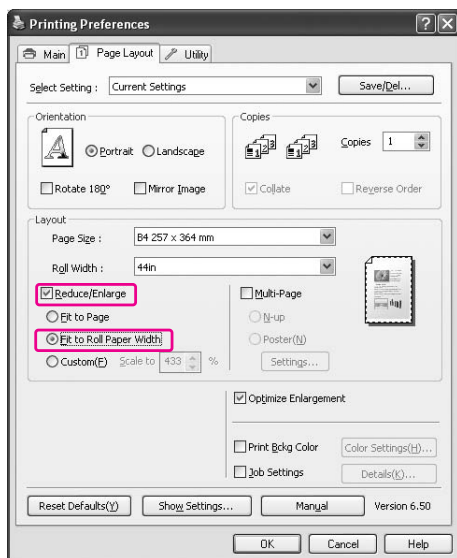 Printing Preferences
Main Page Layout Utility
Select Setting : Current Settings Save/Del...
Orientation
A Portrait Landscape
Rotate 180° Mirror Image
Copies
Copies 1
Collate Reverse Order
Layout
Page Size : B4 257 x 364 mm
Roll Width : 44in
Reduce/Enlarge
Fit to Page
Fit to Roll Paper Width
Custom(F) Scale to 433 %
Multi-Page
N-up
Poster(N)
Settings...
Optimize Enlargement
Print Bckg Color Color Settings(H)...
Job Settings Details(K)...
Reset Defaults(Y) Show Settings... Manual Version 6.50
OK Cancel Help